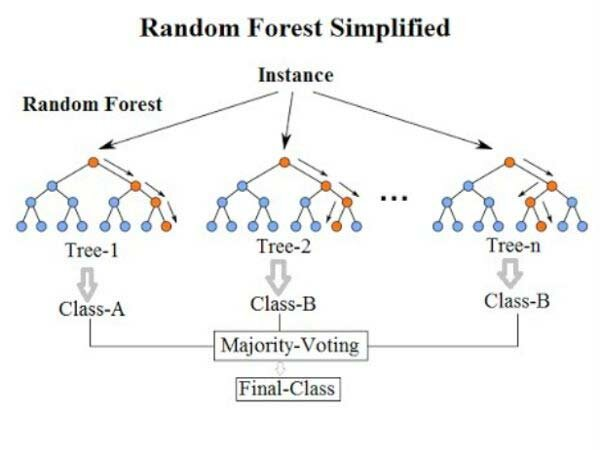 Random Forest Simplified
Instance
Random Forest
...
Tree-1 Tree-2 Tree-n
Class-A Class-B Class-B
Majority-Voting
Final-Class